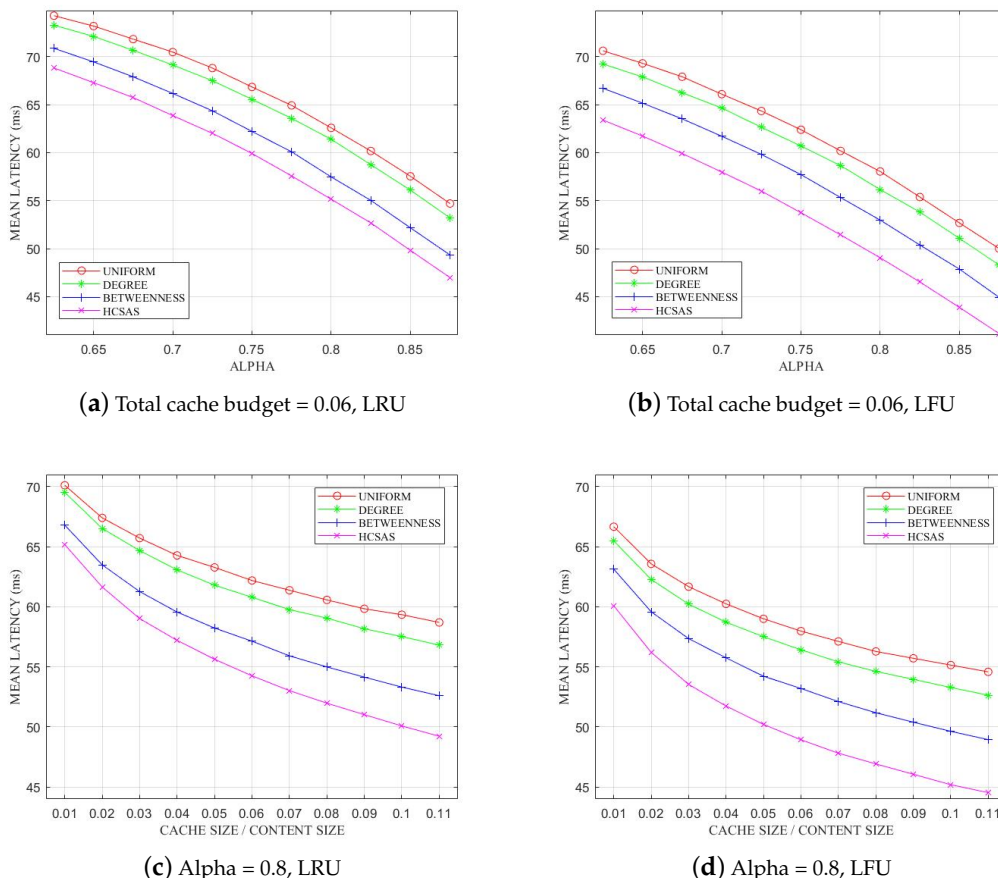 MEAN LATENCY (ms)
70
65
60
55
50
45
UNIFORM
DEGREE
BETWEENNESS
HCSAS
0.65 0.7 0.75 0.8 0.85
ALPHA
(a) Total cache budget = 0.06, LRU
MEAN LATENCY (ms)
70
65
60
55
50
45
UNIFORM
DEGREE
BETWEENNESS
HCSAS
0.65 0.7 0.75 0.8 0.85
ALPHA
(b) Total cache budget = 0.06, LFU
MEAN LATENCY (ms)
70
65
60
55
50
45
UNIFORM
DEGREE
BETWEENNESS
HCSAS
0.01 0.02 0.03 0.04 0.05 0.06 0.07 0.08 0.09 0.1 0.11
CACHE SIZE / CONTENT SIZE
(c) Alpha = 0.8, LRU
MEAN LATENCY (ms)
70
65
60
55
50
45
UNIFORM
DEGREE
BETWEENNESS
HCSAS
0.01 0.02 0.03 0.04 0.05 0.06 0.07 0.08 0.09 0.1 0.11
CACHE SIZE / CONTENT SIZE
(d) Alpha = 0.8, LFU